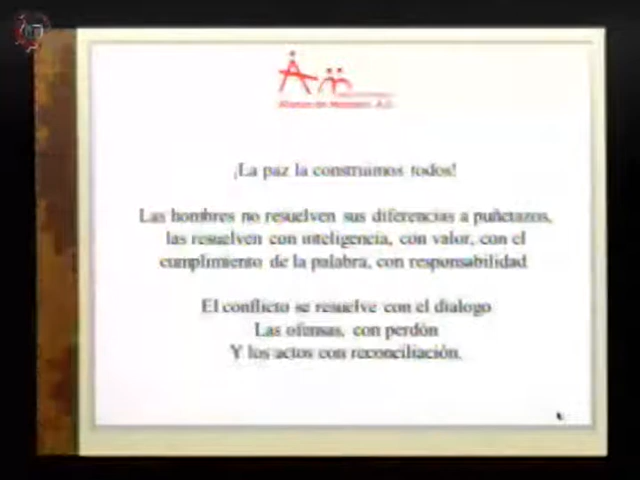 ¡La paz la construimos todos!
Las hombres no resuelven sus diferencias a puñetazos,
las resuelven con inteligencia, con valor, con el
cumplimiento de la palabra, con responsabilidad
El conflicto se resuelve con el dialogo
Las ofensas, con perdón
Y los actos con reconciliación.